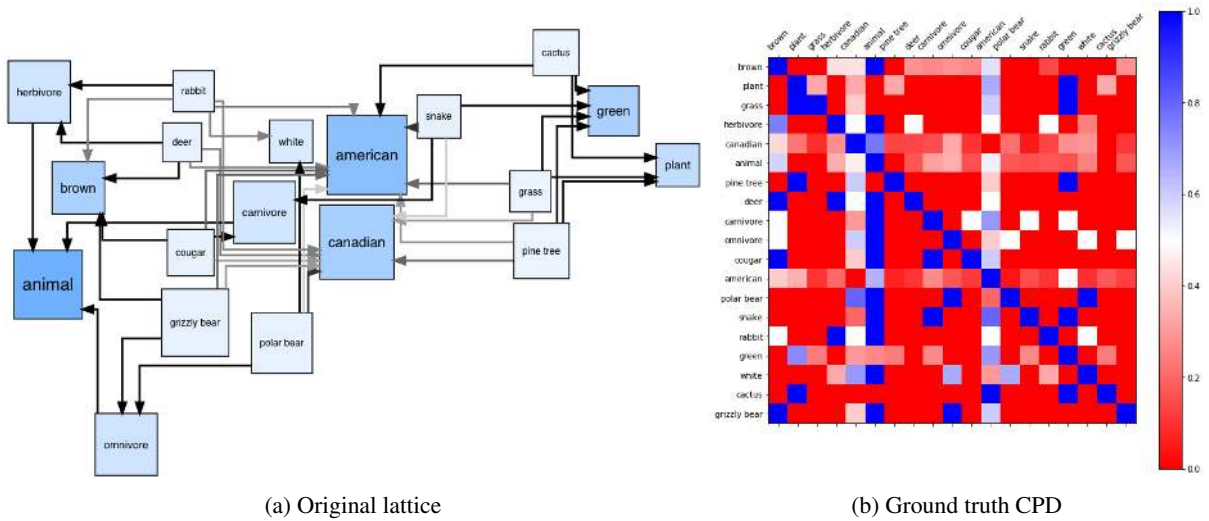 herbivore
rabbit
deer
brown
white
american
snake
cactus
green
plant
grass
pine tree
carnivore
cougar
canadian
animal
grizzly bear
polar bear
omnivore
(a) Original lattice
brown
plant
grass
herbivore
canadian
animal
pine tree
deer
carnivore
omnivore
cougar
american
polar bear
snake
rabbit
green
white
cactus
grizzly bear
brown
plant
grass
herbivore
canadian
animal
pine tree
deer
carnivore
omnivore
cougar
american
polar bear
snake
rabbit
green
white
cactus
grizzly bear
1.0
0.8
0.6
0.4
0.2
0.0
(b) Ground truth CPD